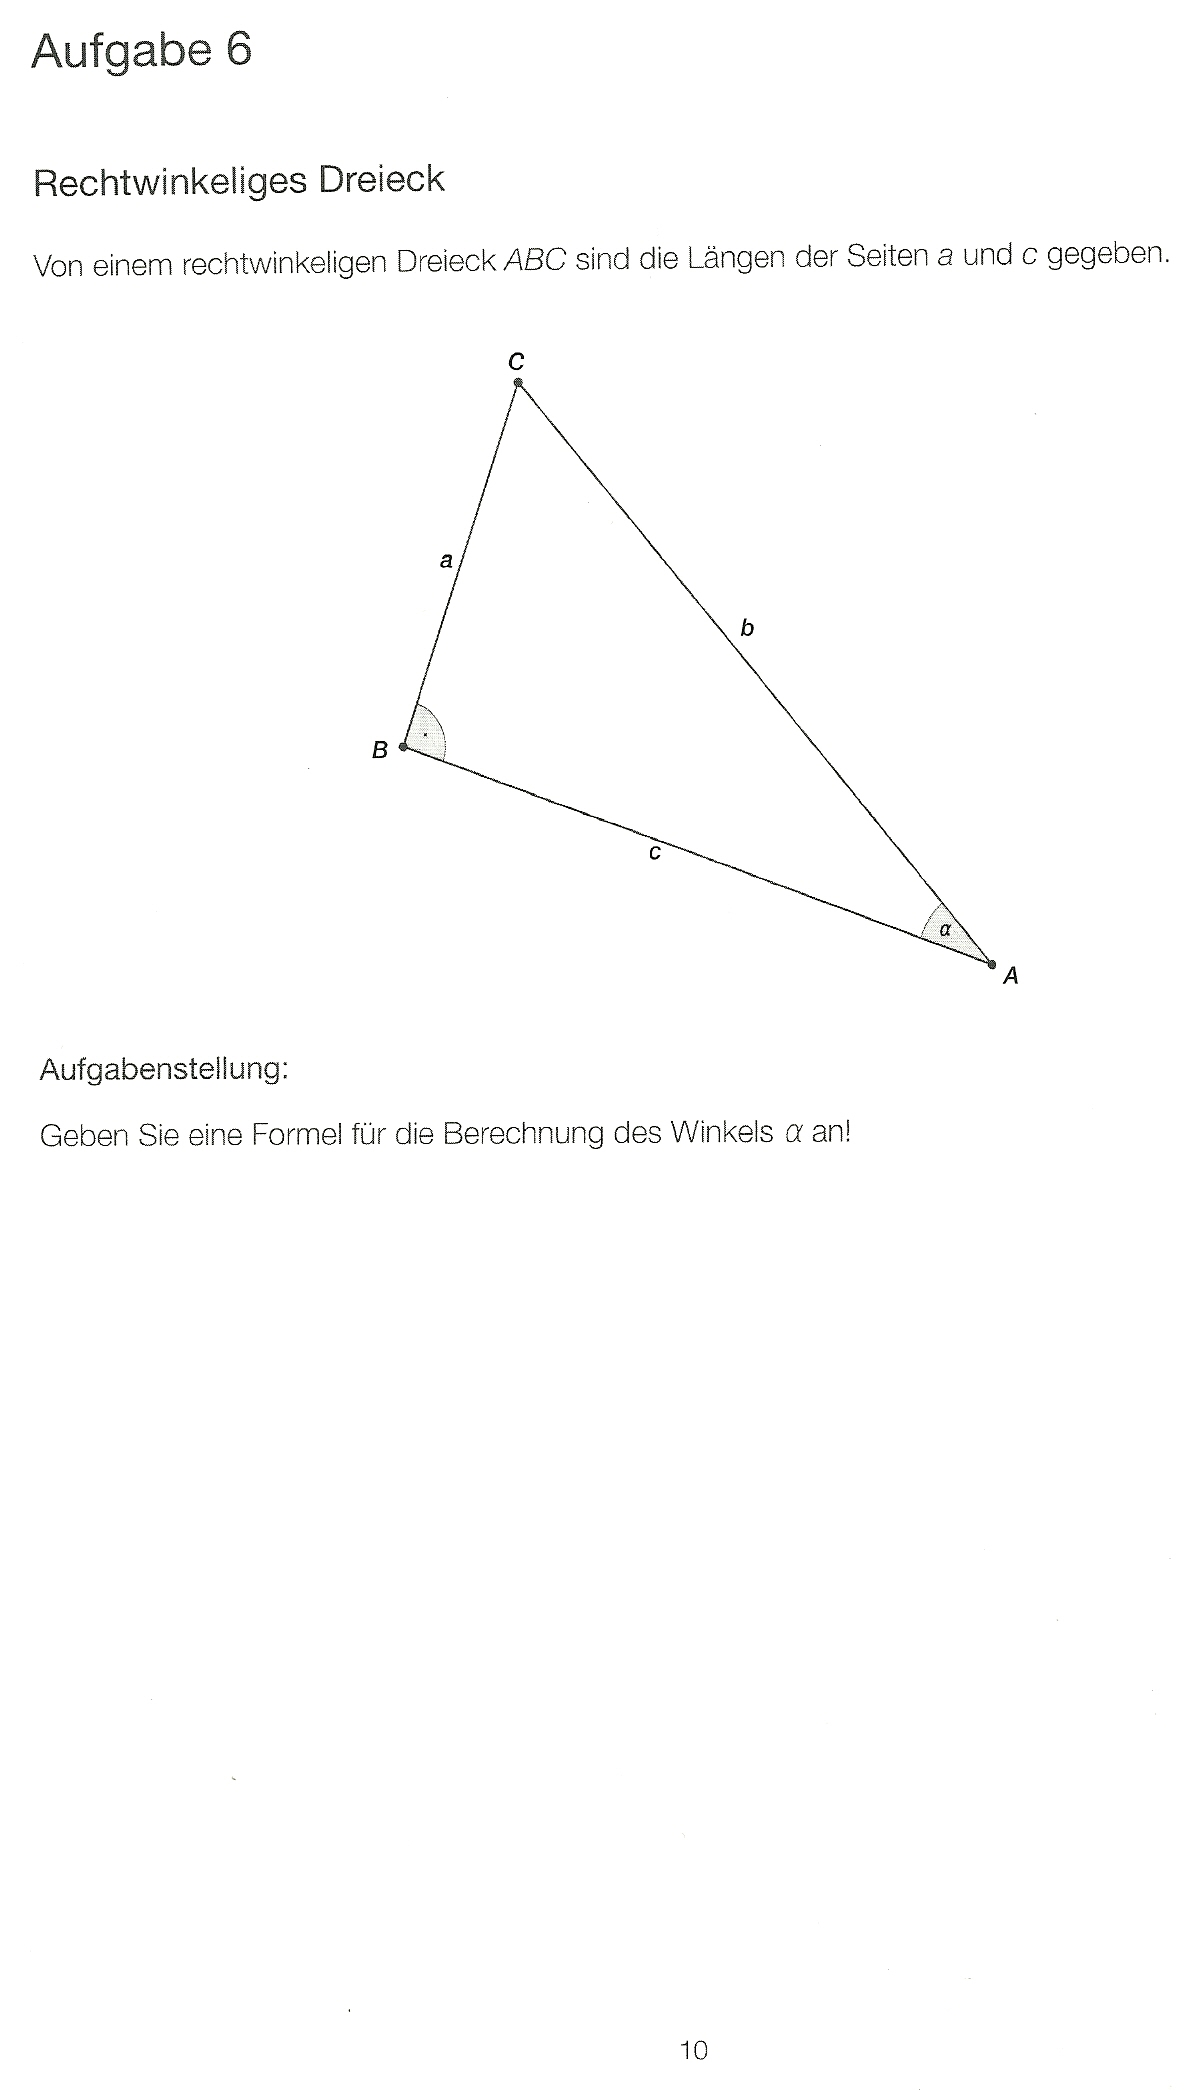 Aufgabe 6
Rechtwinkeliges Dreieck
Von einem rechtwinkeligen Dreieck ABC sind die Längen der Seiten a und c gegeben.
C
a
b
B
c
α
A
Aufgabenstellung:
Geben Sie eine Formel für die Berechnung des Winkels α an!
10